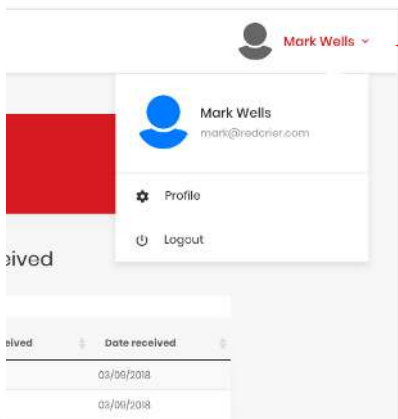 Mark Wells
Mark Wells
mark@redcrier.com
Profile
Logout
eived
eived Date received
03/09/2018
03/09/2018